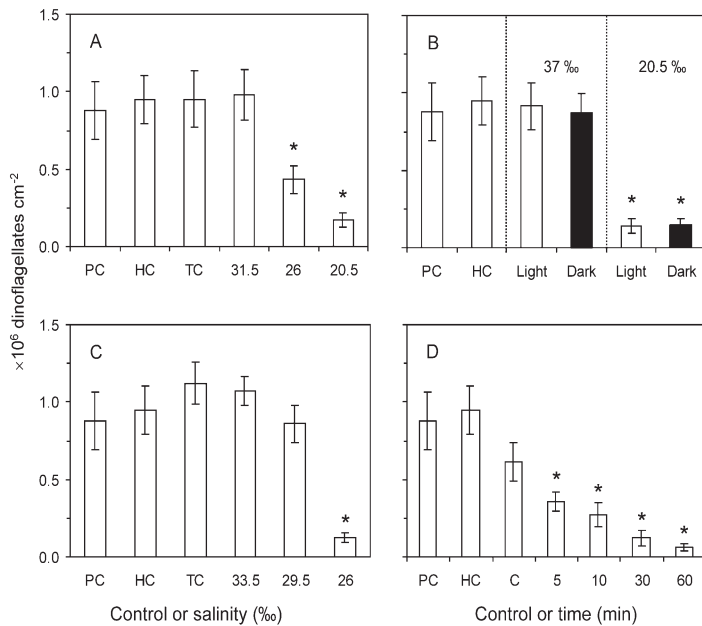 ×10⁶ dinoflagellates cm⁻²
A
1.5
1.0
0.5
0.0
*
*
PC HC TC 31.5 26 20.5
B
37 ‰
20.5 ‰
*
*
PC HC Light Dark Light Dark
C
1.5
1.0
0.5
0.0
*
PC HC TC 33.5 29.5 26
Control or salinity (‰)
D
*
*
*
*
PC HC C 5 10 30 60
Control or time (min)